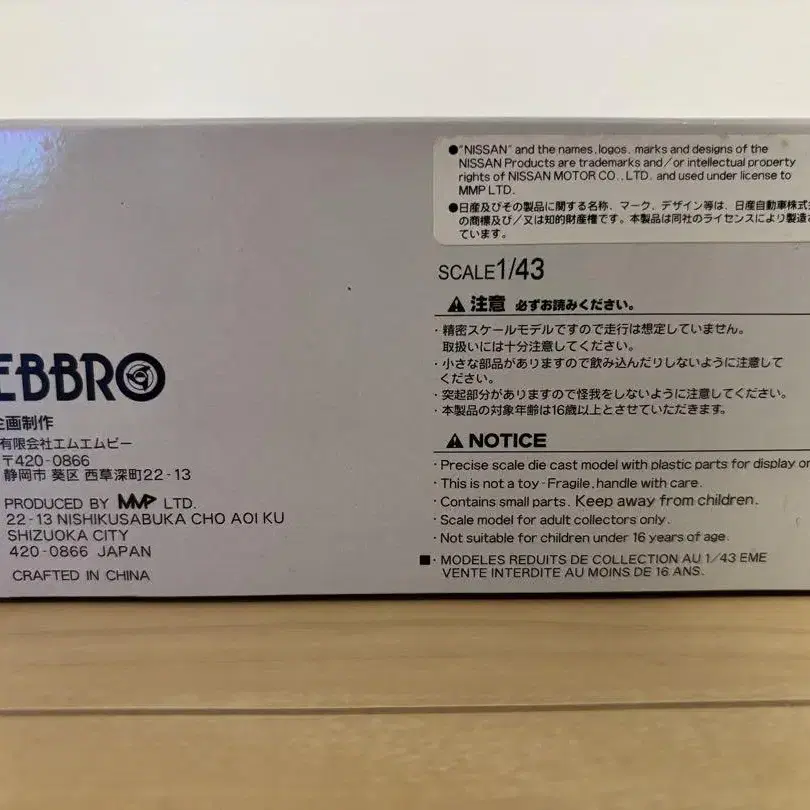 ●"NISSAN" and the names, logos, marks and designs of the
NISSAN Products are trademarks and/or intellectual property
rights of NISSAN MOTOR CO., LTD. and used under license to
MMP LTD.
●日産及びその製品に関する名称、マーク、デザイン等は、日産自動車株式
の商標及び/又は知的財産権です。本製品は同社のライセンスにより製造
ています。
SCALE1/43
注意 必ずお読みください。
・精密スケールモデルですので走行は想定していません。
取扱いには十分注意してください。
・小さな部品がありますので飲み込んだりしないように注意して
ください。
・突起部分がありますので怪我をしないように注意してください。
・本製品の対象年齢は16歳以上とさせていただきます。
NOTICE
・Precise scale die cast model with plastic parts for display
・This is not a toy-Fragile, handle with care.
・Contains small parts. Keep away from children.
・Scale model for adult collectors only.
・Not suitable for children under 16 years of age.
■・MODELES REDUITS DE COLLECTION AU 1/43 EME
VENTE INTERDITE AU MOINS DE 16 ANS.
EBBRO
企画制作
有限会社エムエムピー
〒420-0866
静岡市 葵区 西草深町22-13
PRODUCED BY MMP LTD.
22-13 NISHIKUSABUKA CHO AOI KU
SHIZUOKA CITY
420-0866 JAPAN
CRAFTED IN CHINA